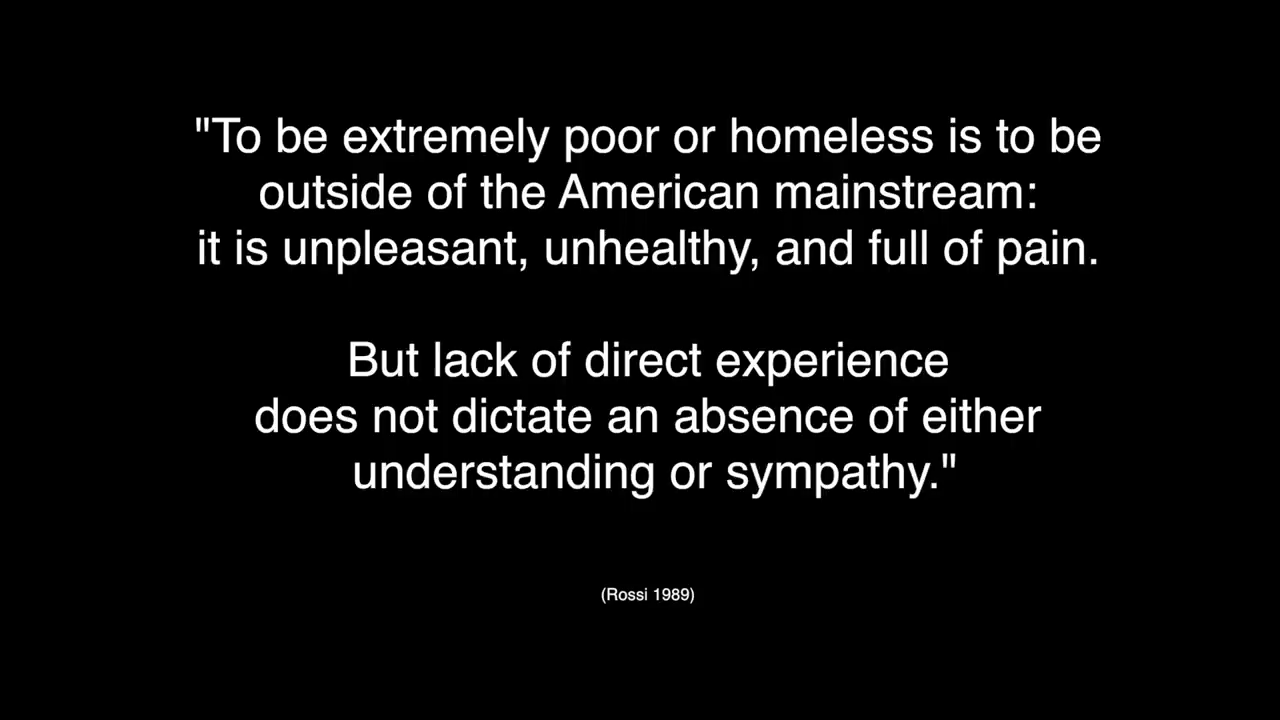 "To be extremely poor or homeless is to be
outside of the American mainstream:
it is unpleasant, unhealthy, and full of pain.
But lack of direct experience
does not dictate an absence of either
understanding or sympathy."
(Rossi 1989)